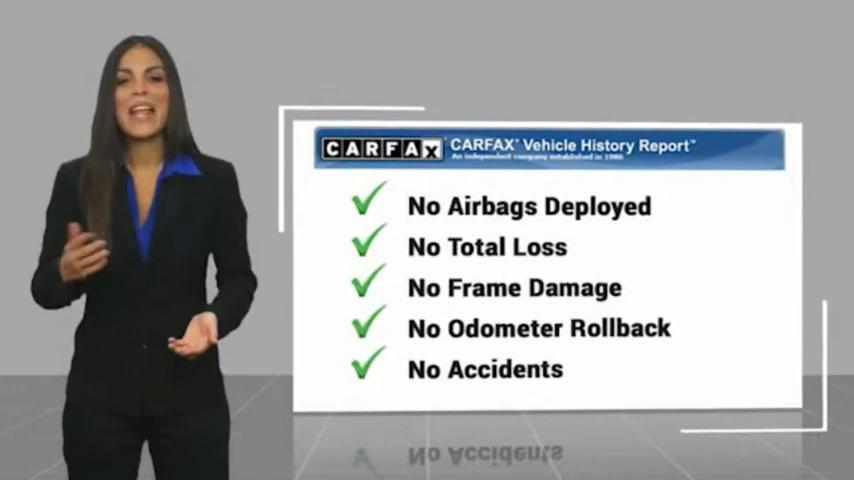 CARFAX CARFAX™ Vehicle History Report™
An independent company established in 1986
No Airbags Deployed
No Total Loss
No Frame Damage
No Odometer Rollback
No Accidents
No Accidents